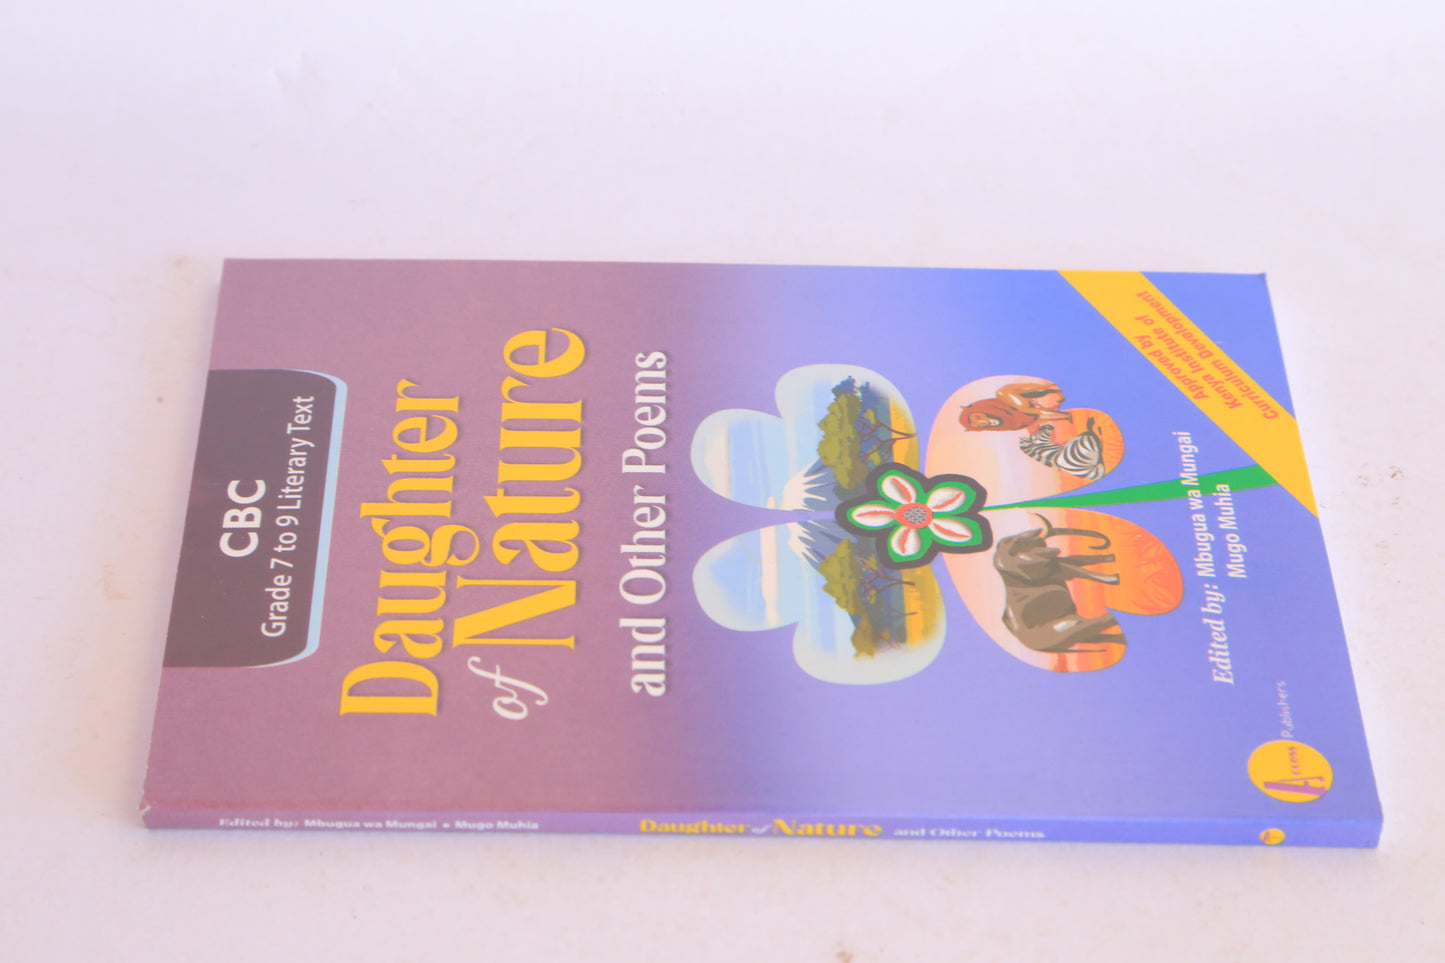 CBC
Grade 7 to 9 Literary Text
Daughter
of Nature
and Other Poems
Approved by
Kenya Institute of
Curriculum Development
Edited by: Mbugua wa Mungai
Mugo Muhia
Access Publishers
Edited by: Mbugua wa Mungai • Mugo Muhia
Daughter of Nature and Other Poems